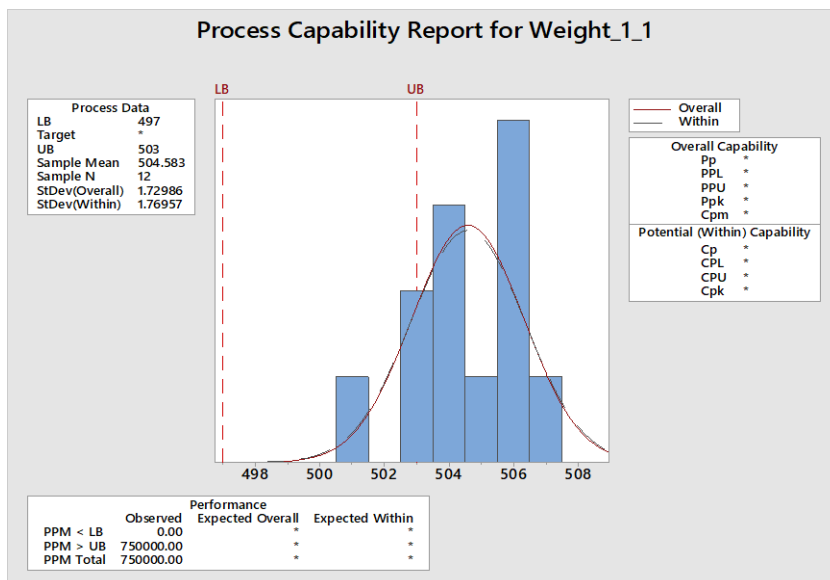 Process Capability Report for Weight_1_1
LB UB
Process Data
LB 497
Target *
UB 503
Sample Mean 504.583
Sample N 12
StDev(Overall) 1.72986
StDev(Within) 1.76957
Overall
Within
Overall Capability
Pp *
PPL *
PPU *
Ppk *
Cpm *
Potential (Within) Capability
Cp *
CPL *
CPU *
Cpk *
498 500 502 504 506 508
Performance
Observed Expected Overall Expected Within
PPM < LB 0.00 * *
PPM > UB 750000.00 * *
PPM Total 750000.00 * *